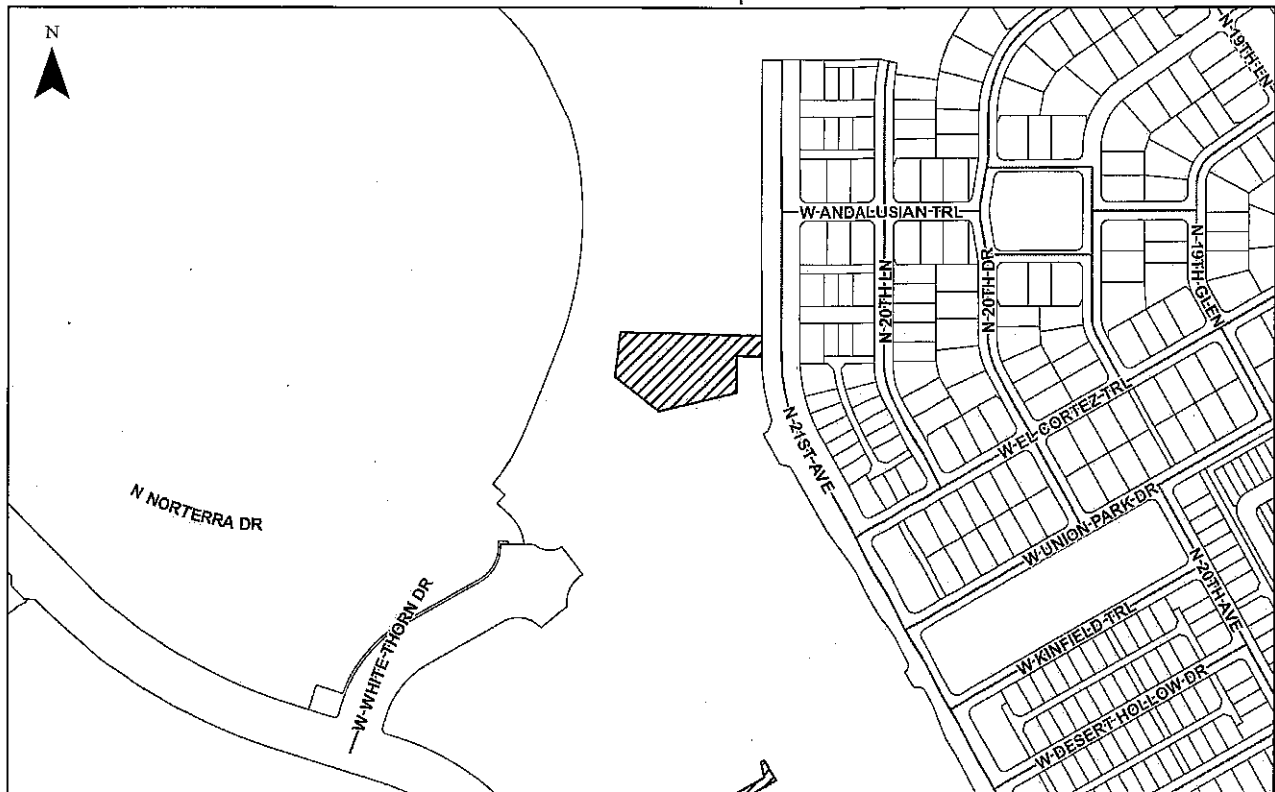 N
N-19TH-LN
W-ANDALUSIAN-TRL
N-20TH-LN
N-20TH-DR
N-19TH-GLEN
N-21ST-AVE
W-EL-CORTEZ-TRL
W-UNION-PARK-DR
N-20TH-AVE
N NORTERRA DR
W-WHITE-THORN DR
W-KINFIELD-TRL
W-DESERT-HOLLOW-DR